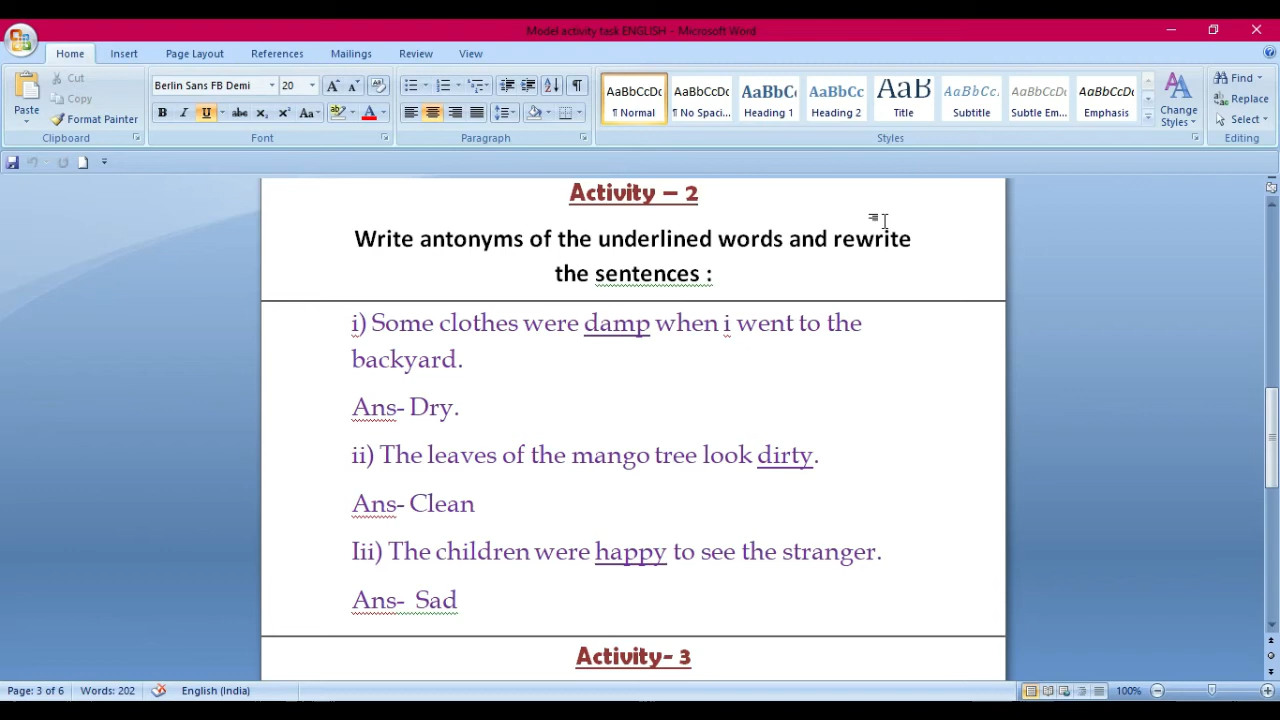 Model activity task ENGLISH - Microsoft Word
Home Insert Page Layout References Mailings Review View
Paste
Cut
Copy
Format Painter
Clipboard
Berlin Sans FB Demi 20
Font
Paragraph
AaBbCcDc AaBbCcDc AaBbCc AaBbCc AaB AaBbCc. AaBbCcDc AaBbCcDc
¶ Normal ¶ No Spaci... Heading 1 Heading 2 Title Subtitle Subtle Em... Emphasis
Change
Styles
Styles
Find
Replace
Select
Editing
Activity – 2
Write antonyms of the underlined words and rewrite
the sentences :
i) Some clothes were damp when i went to the
backyard.
Ans- Dry.
ii) The leaves of the mango tree look dirty.
Ans- Clean
Iii) The children were happy to see the stranger.
Ans- Sad
Activity- 3
Page: 3 of 6 Words: 202 English (India) 100%